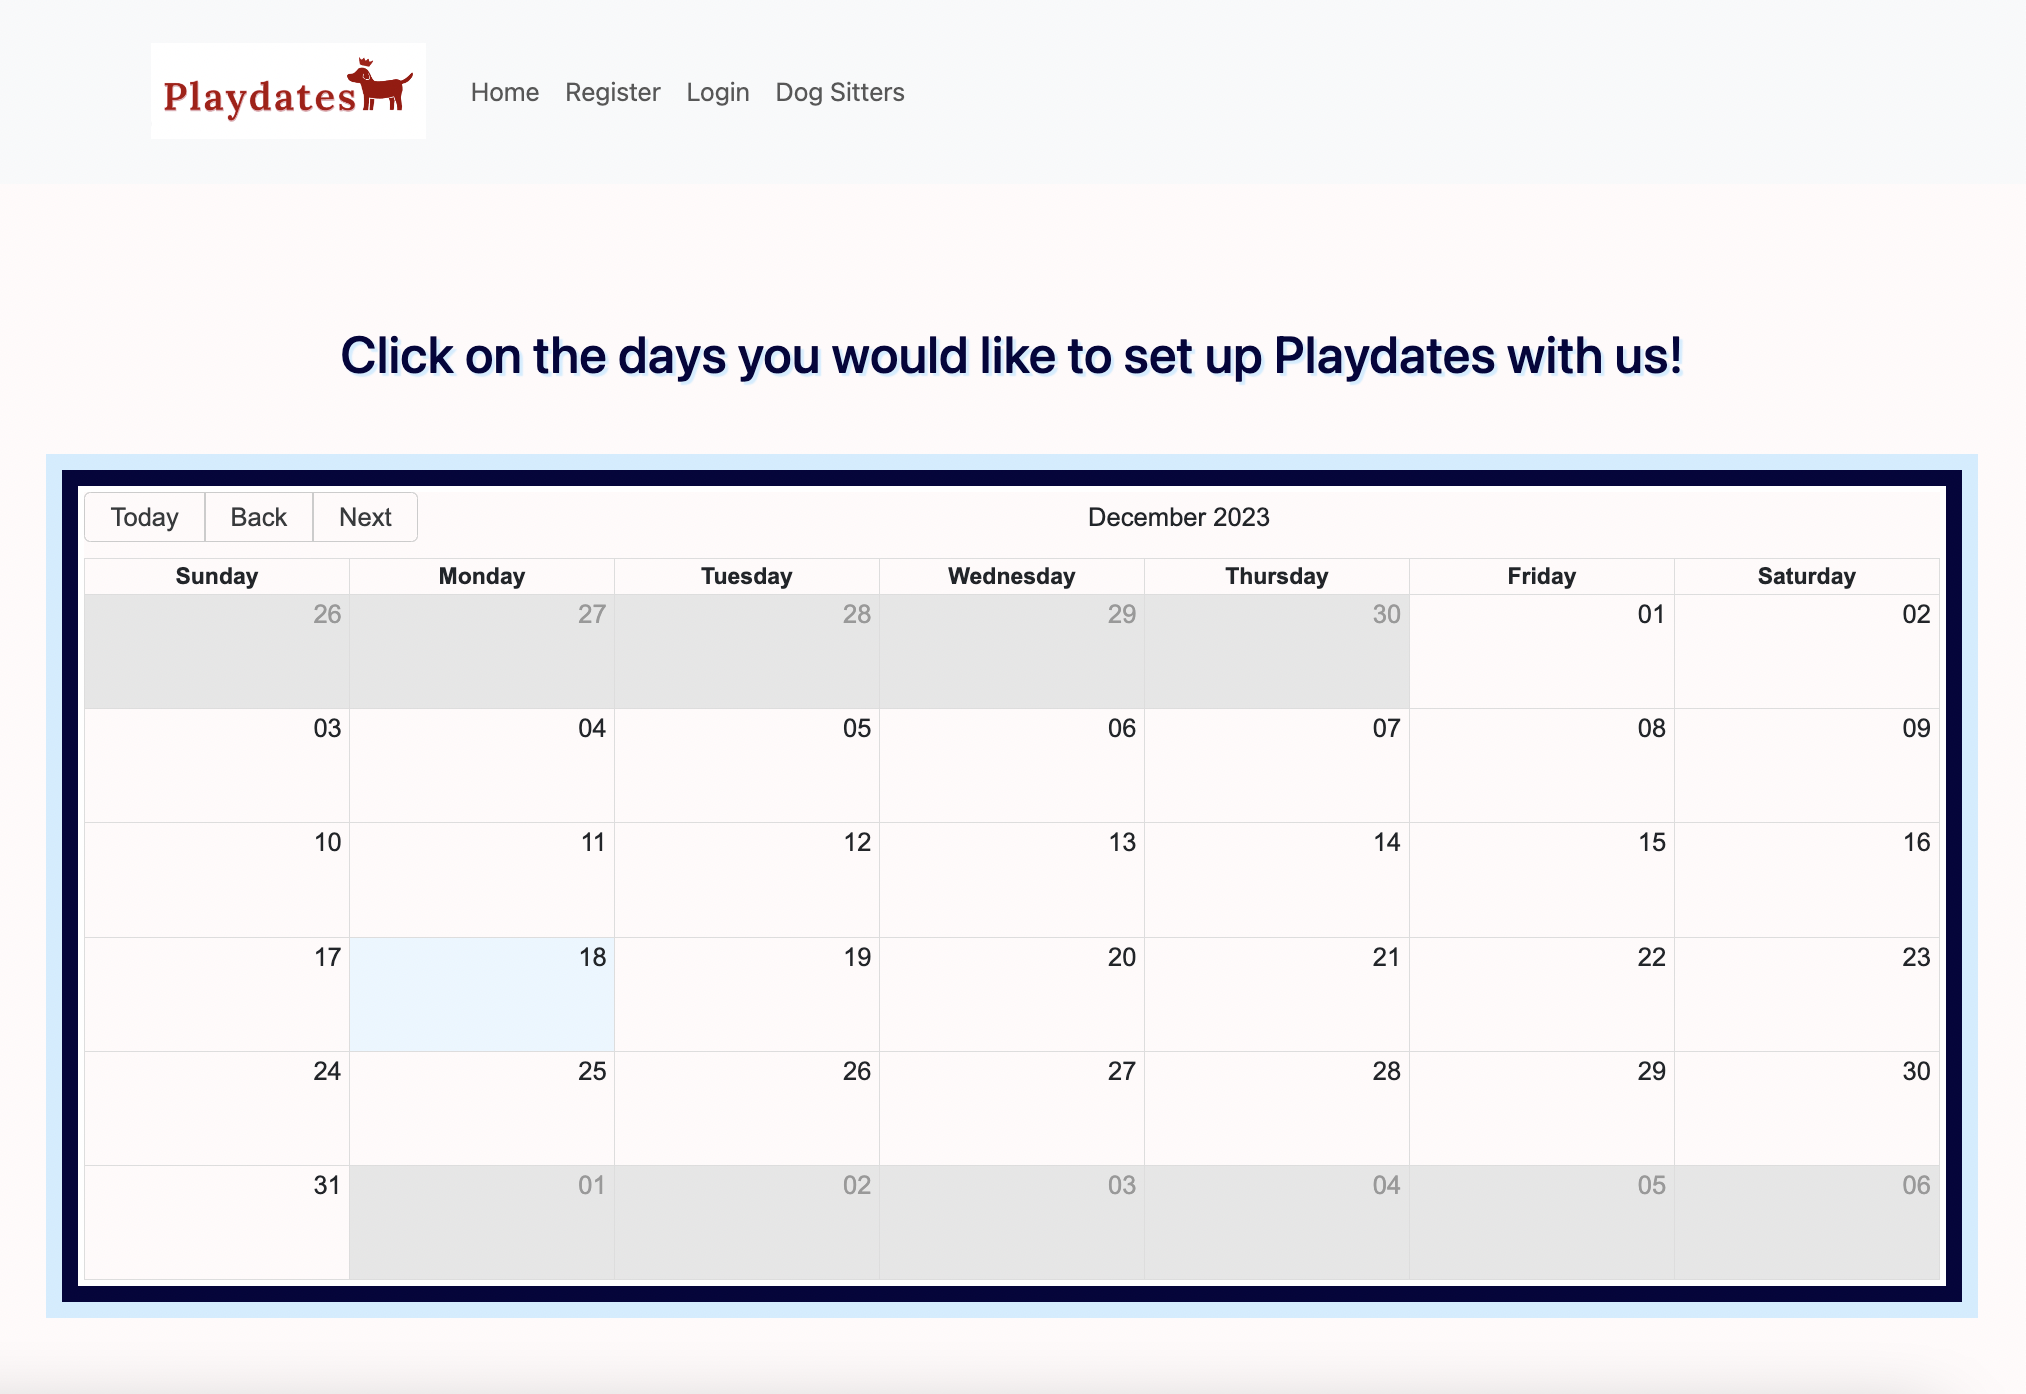 Playdates
Home Register Login Dog Sitters
Click on the days you would like to set up Playdates with us!
Today Back Next December 2023
Sunday Monday Tuesday Wednesday Thursday Friday Saturday
26 27 28 29 30 01 02
03 04 05 06 07 08 09
10 11 12 13 14 15 16
17 18 19 20 21 22 23
24 25 26 27 28 29 30
31 01 02 03 04 05 06